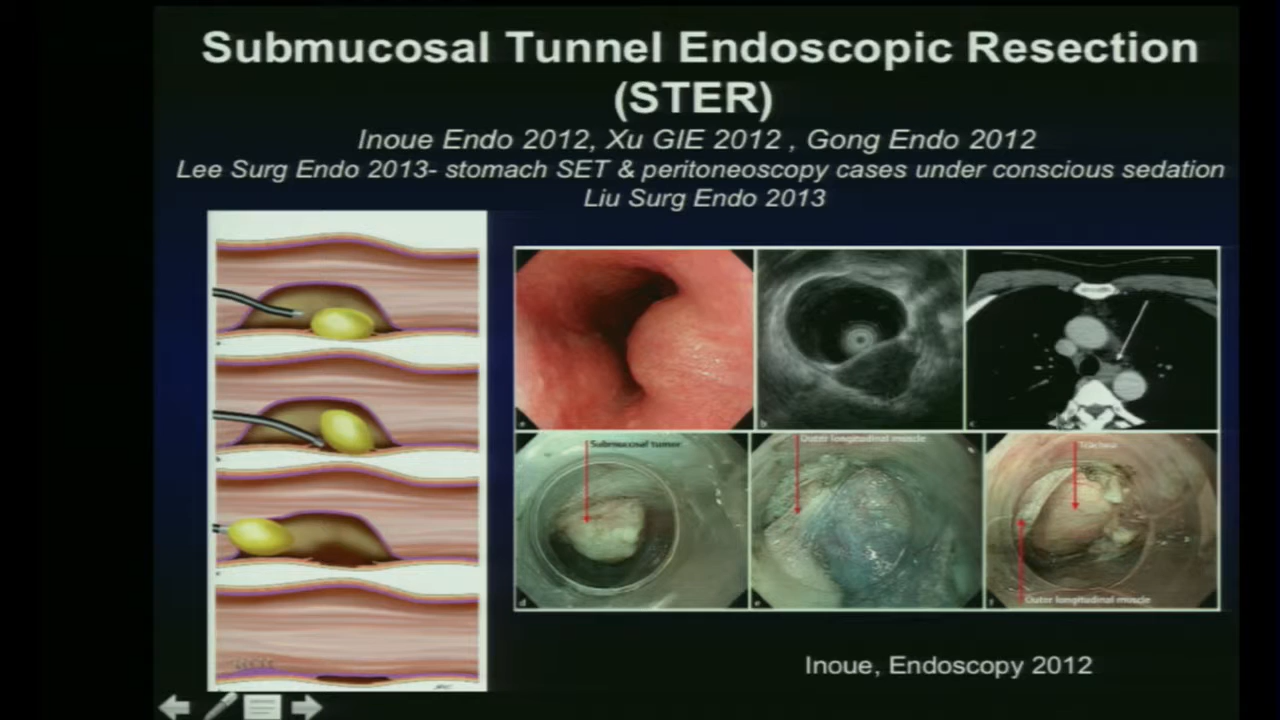 Submucosal Tunnel Endoscopic Resection
(STER)
Inoue Endo 2012, Xu GIE 2012 , Gong Endo 2012
Lee Surg Endo 2013- stomach SET & peritoneoscopy cases under conscious sedation
Liu Surg Endo 2013
a
b
c
Submucosal tumor
Outer longitudinal muscle
Trachea
d
e
f
Outer longitudinal muscle
Inoue, Endoscopy 2012